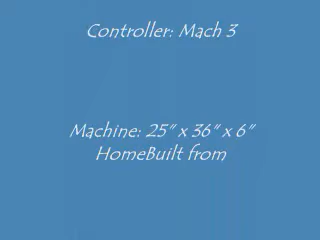 Controller: Mach 3
Machine: 25" x 36" x 6"
HomeBuilt from